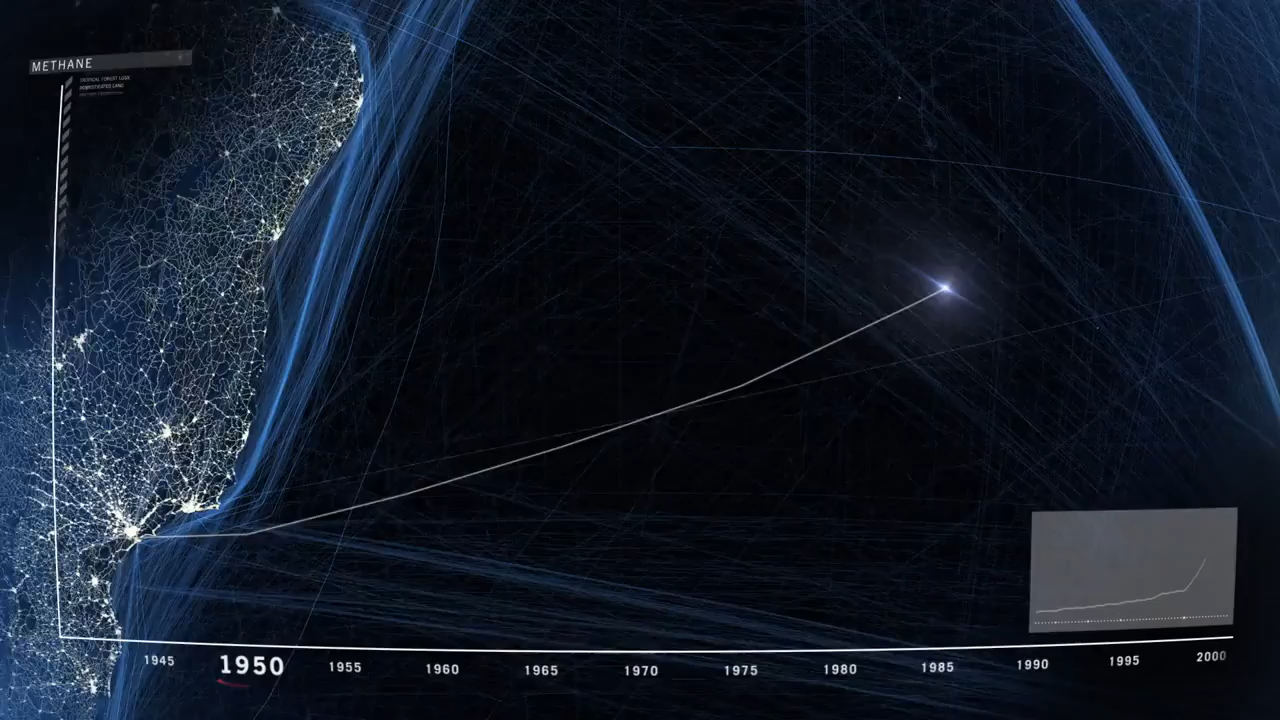 METHANE
TROPICAL FOREST LOSS
DOMESTICATED LAND
1945 1950 1955 1960 1965 1970 1975 1980 1985 1990 1995 2000